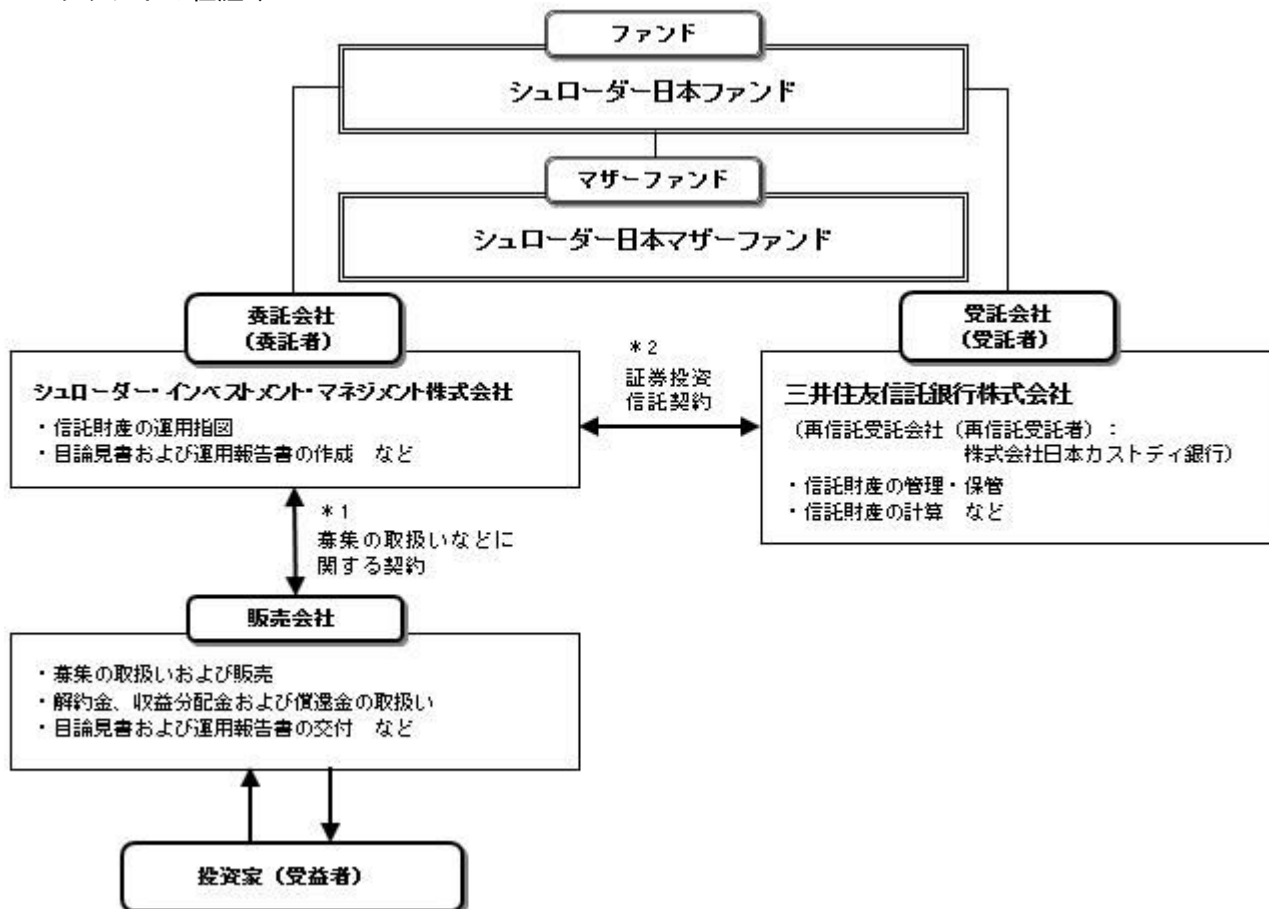 ファンド
シュローダー日本ファンド
マザーファンド
シュローダー日本マザーファンド
委託会社
(委託者)
シュローダー・インベストメント・マネジメント株式会社
・信託財産の運用指図
・目論見書および運用報告書の作成 など
*2
証券投資
信託契約
受託会社
(受託者)
三井住友信託銀行株式会社
(再信託受託会社(再信託受託者):
株式会社日本カストディ銀行)
・信託財産の管理・保管
・信託財産の計算 など
*1
募集の取扱いなどに
関する契約
販売会社
・募集の取扱いおよび販売
・解約金、収益分配金および償還金の取扱い
・目論見書および運用報告書の交付 など
投資家(受益者)